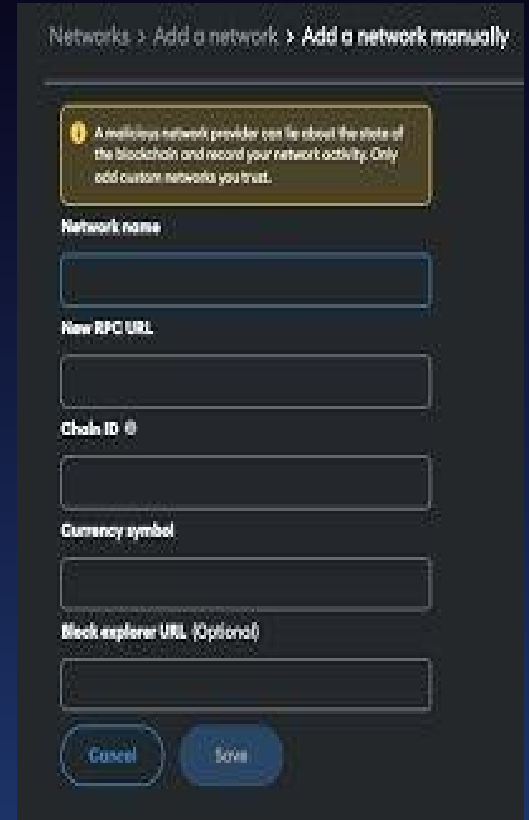 Networks > Add a network > Add a network manually
A malicious network provider can lie about the state of
the blockchain and record your network activity. Only
add custom networks you trust.
Network name
New RPC URL
Chain ID
Currency symbol
Block explorer URL (Optional)
Cancel
Save